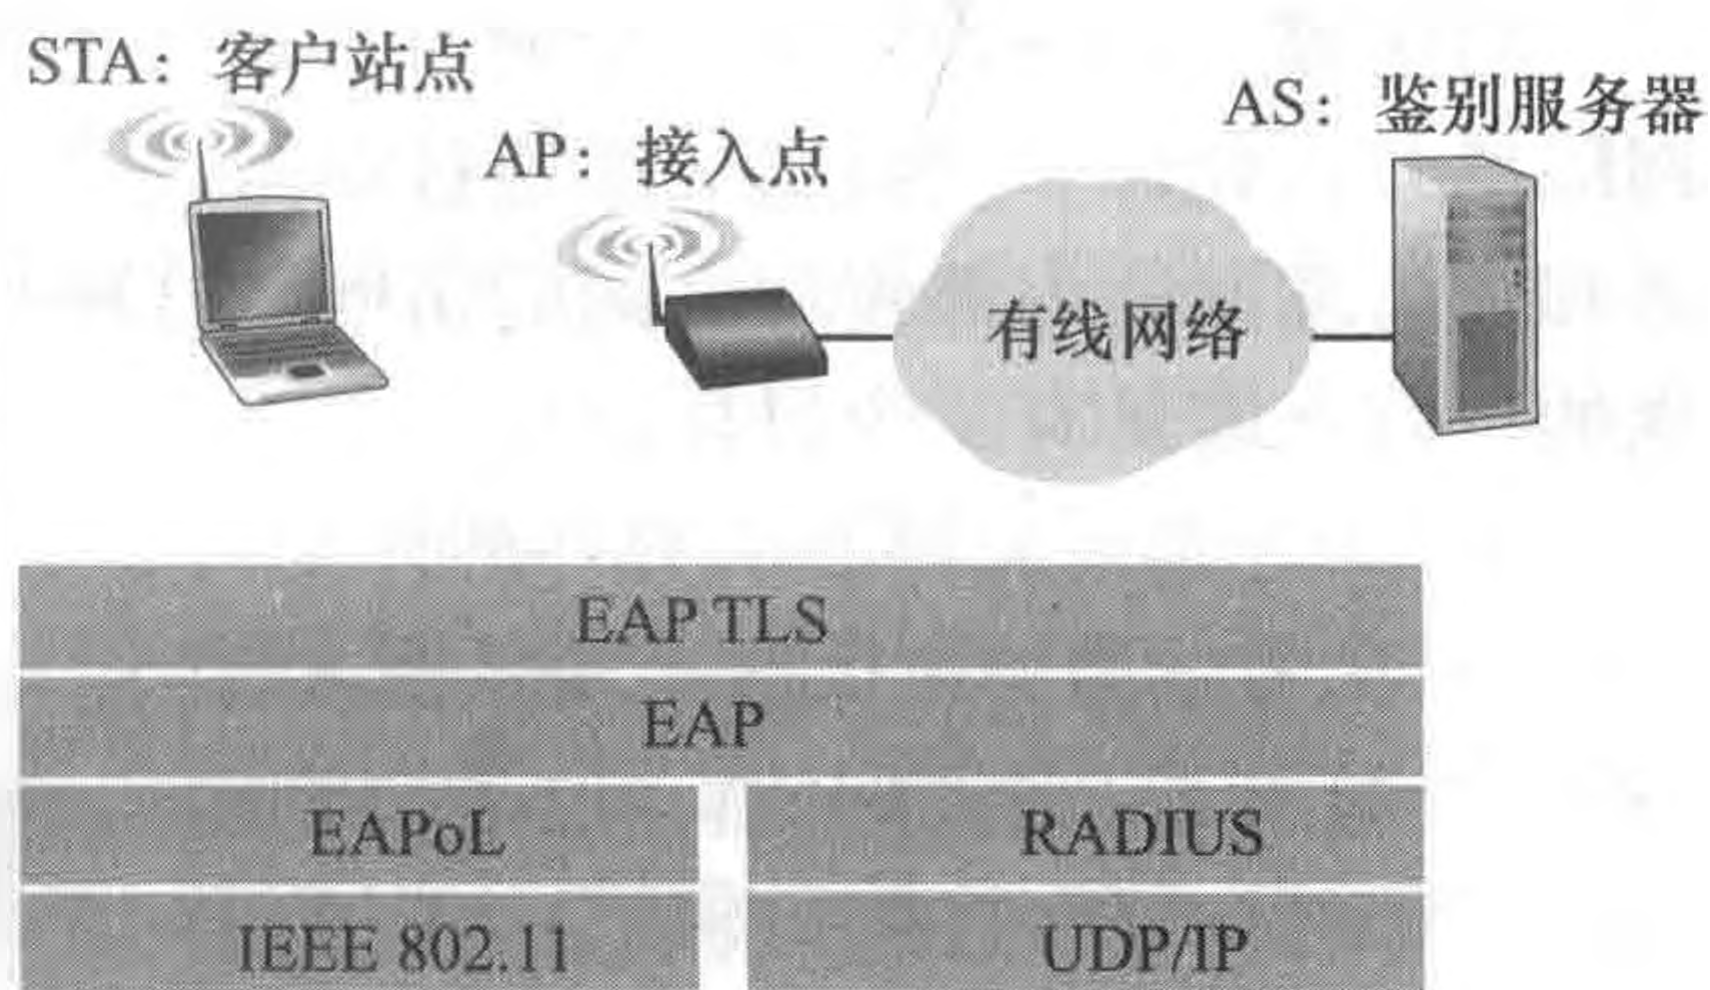 STA：客户站点
AP：接入点
AS：鉴别服务器
有线网络
EAP TLS
EAP
EAPoL
RADIUS
IEEE 802.11
UDP/IP